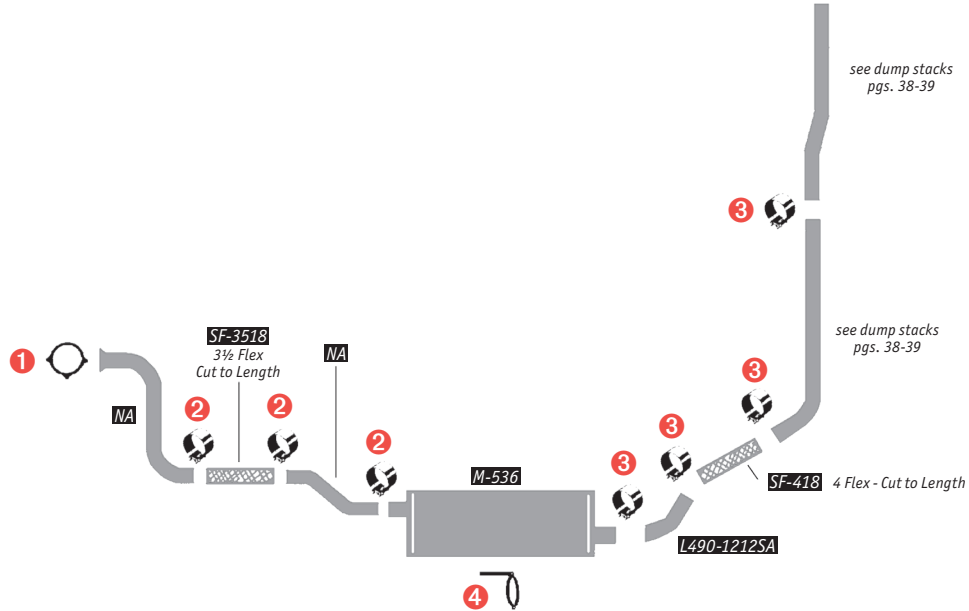 see dump stacks
pgs. 38-39
3
see dump stacks
pgs. 38-39
SF-3518
3½ Flex
Cut to Length
NA
1
NA
2
2
2
3
3
3
M-536
SF-418 4 Flex - Cut to Length
L490-1212SA
4